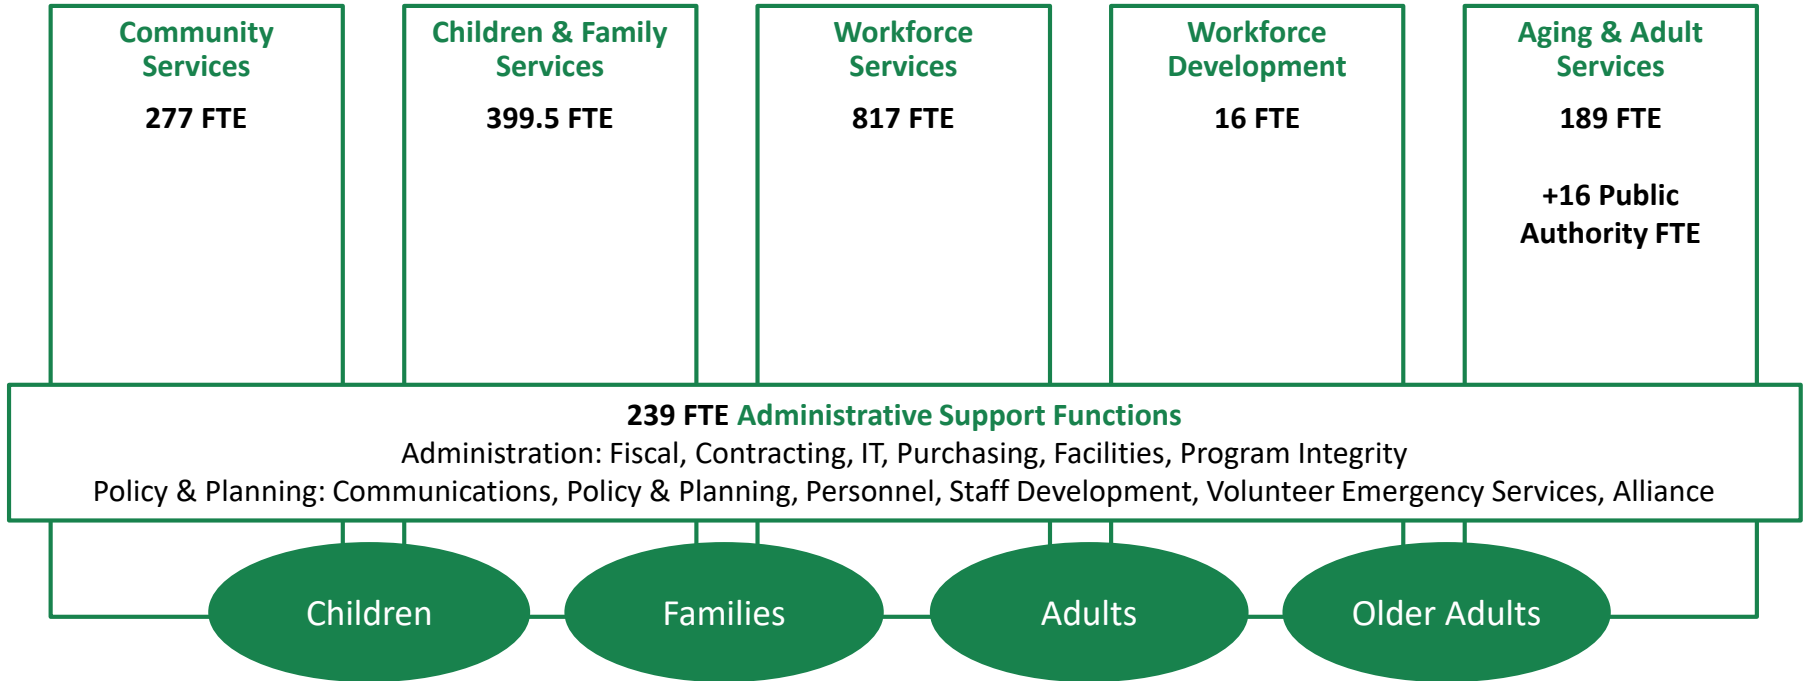 Community
Services
277 FTE
Children & Family
Services
399.5 FTE
Workforce
Services
817 FTE
Workforce
Development
16 FTE
Aging & Adult
Services
189 FTE
+16 Public
Authority FTE
239 FTE Administrative Support Functions
Administration: Fiscal, Contracting, IT, Purchasing, Facilities, Program Integrity
Policy & Planning: Communications, Policy & Planning, Personnel, Staff Development, Volunteer Emergency Services, Alliance
Children
Families
Adults
Older Adults